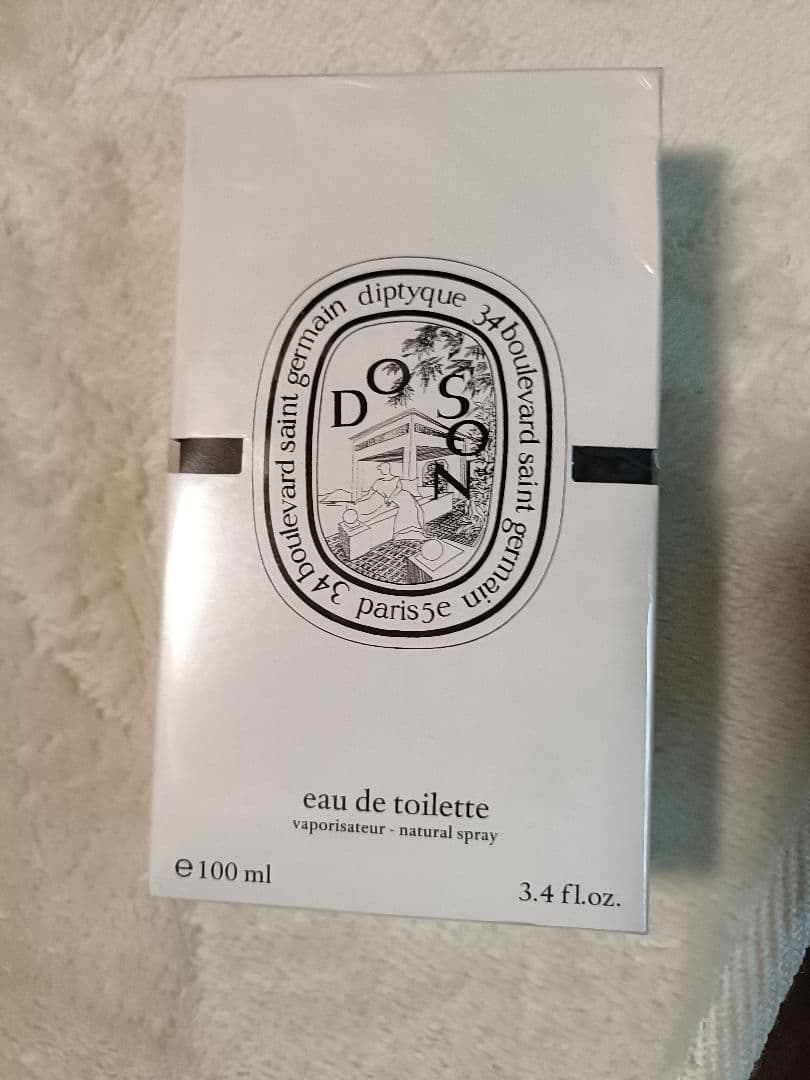 diptyque 34 boulevard saint germain paris 5e 34 boulevard saint germain
DO SON
eau de toilette
vaporisateur - natural spray
℮ 100 ml
3.4 fl.oz.